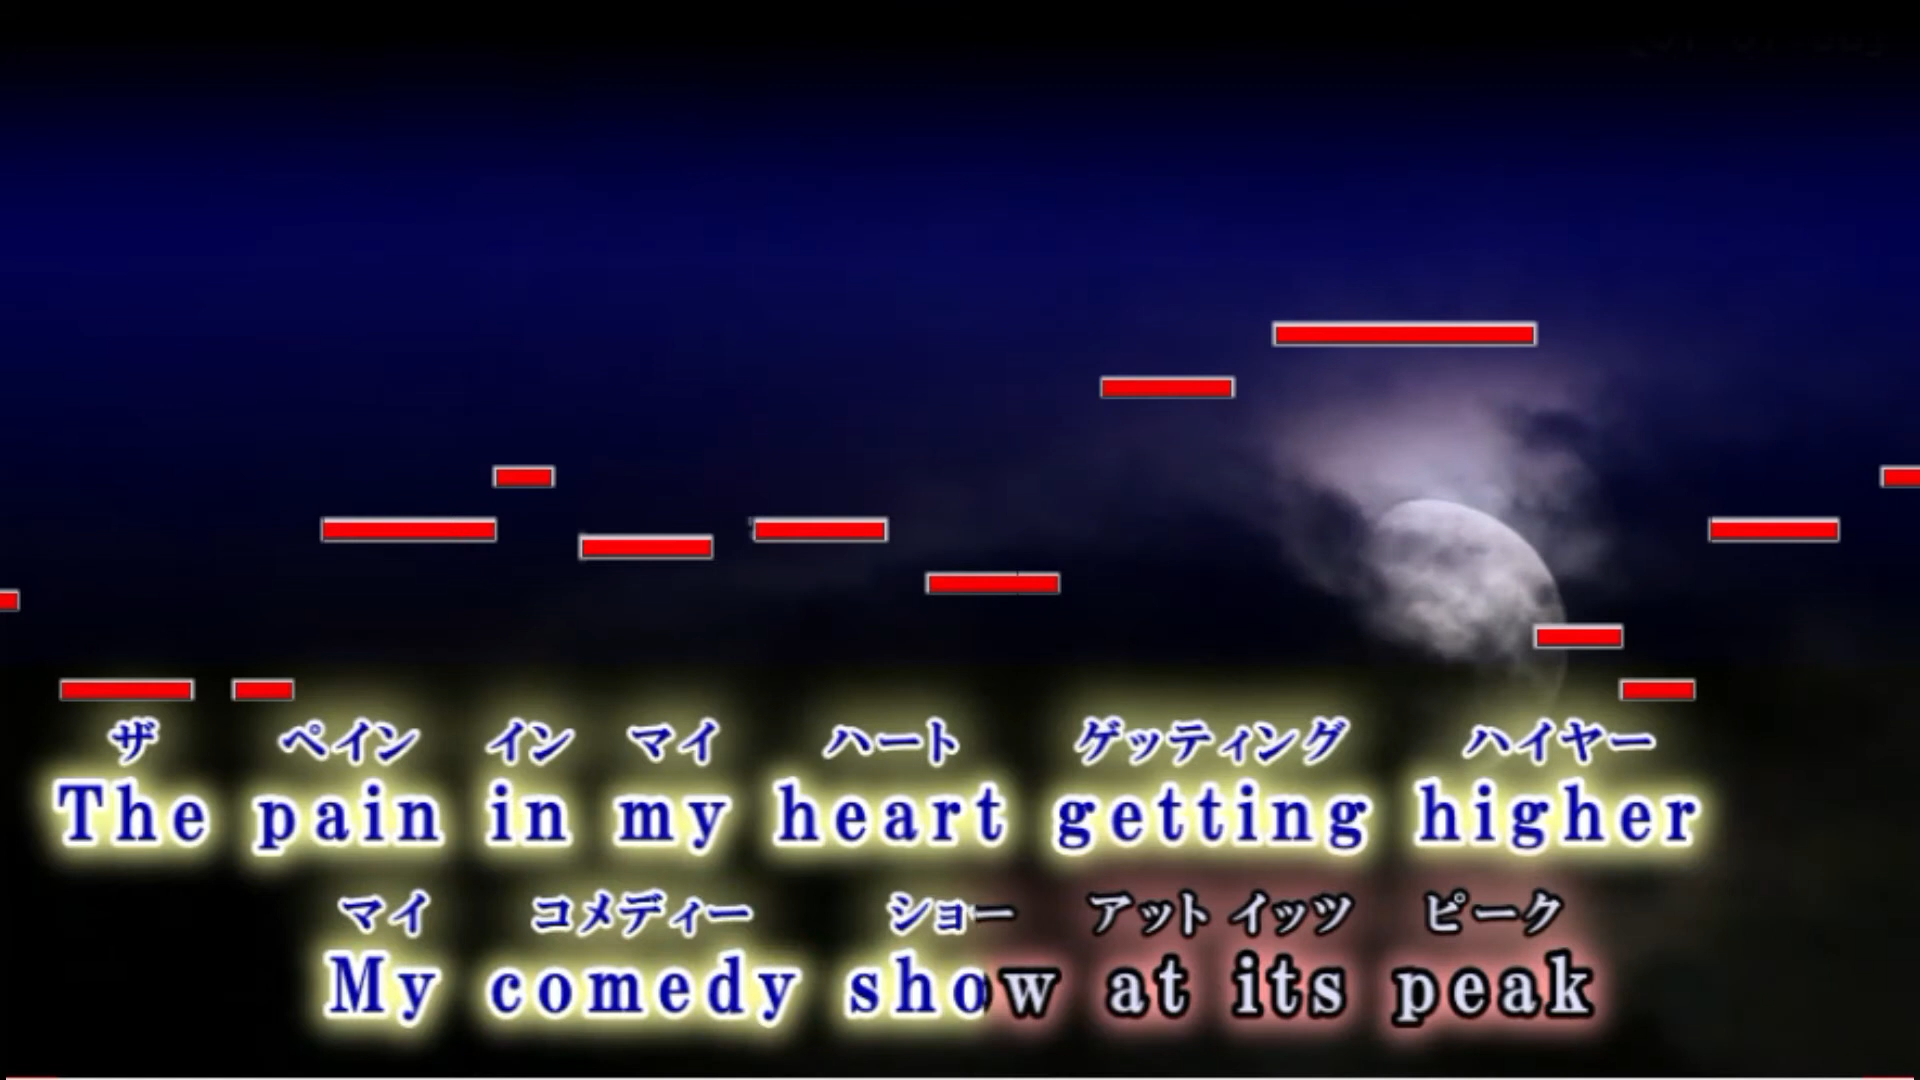 ザ ペイン イン マイ ハート ゲッティング ハイヤー
The pain in my heart getting higher
マイ コメディー ショー アット イッツ ピーク
My comedy show at its peak